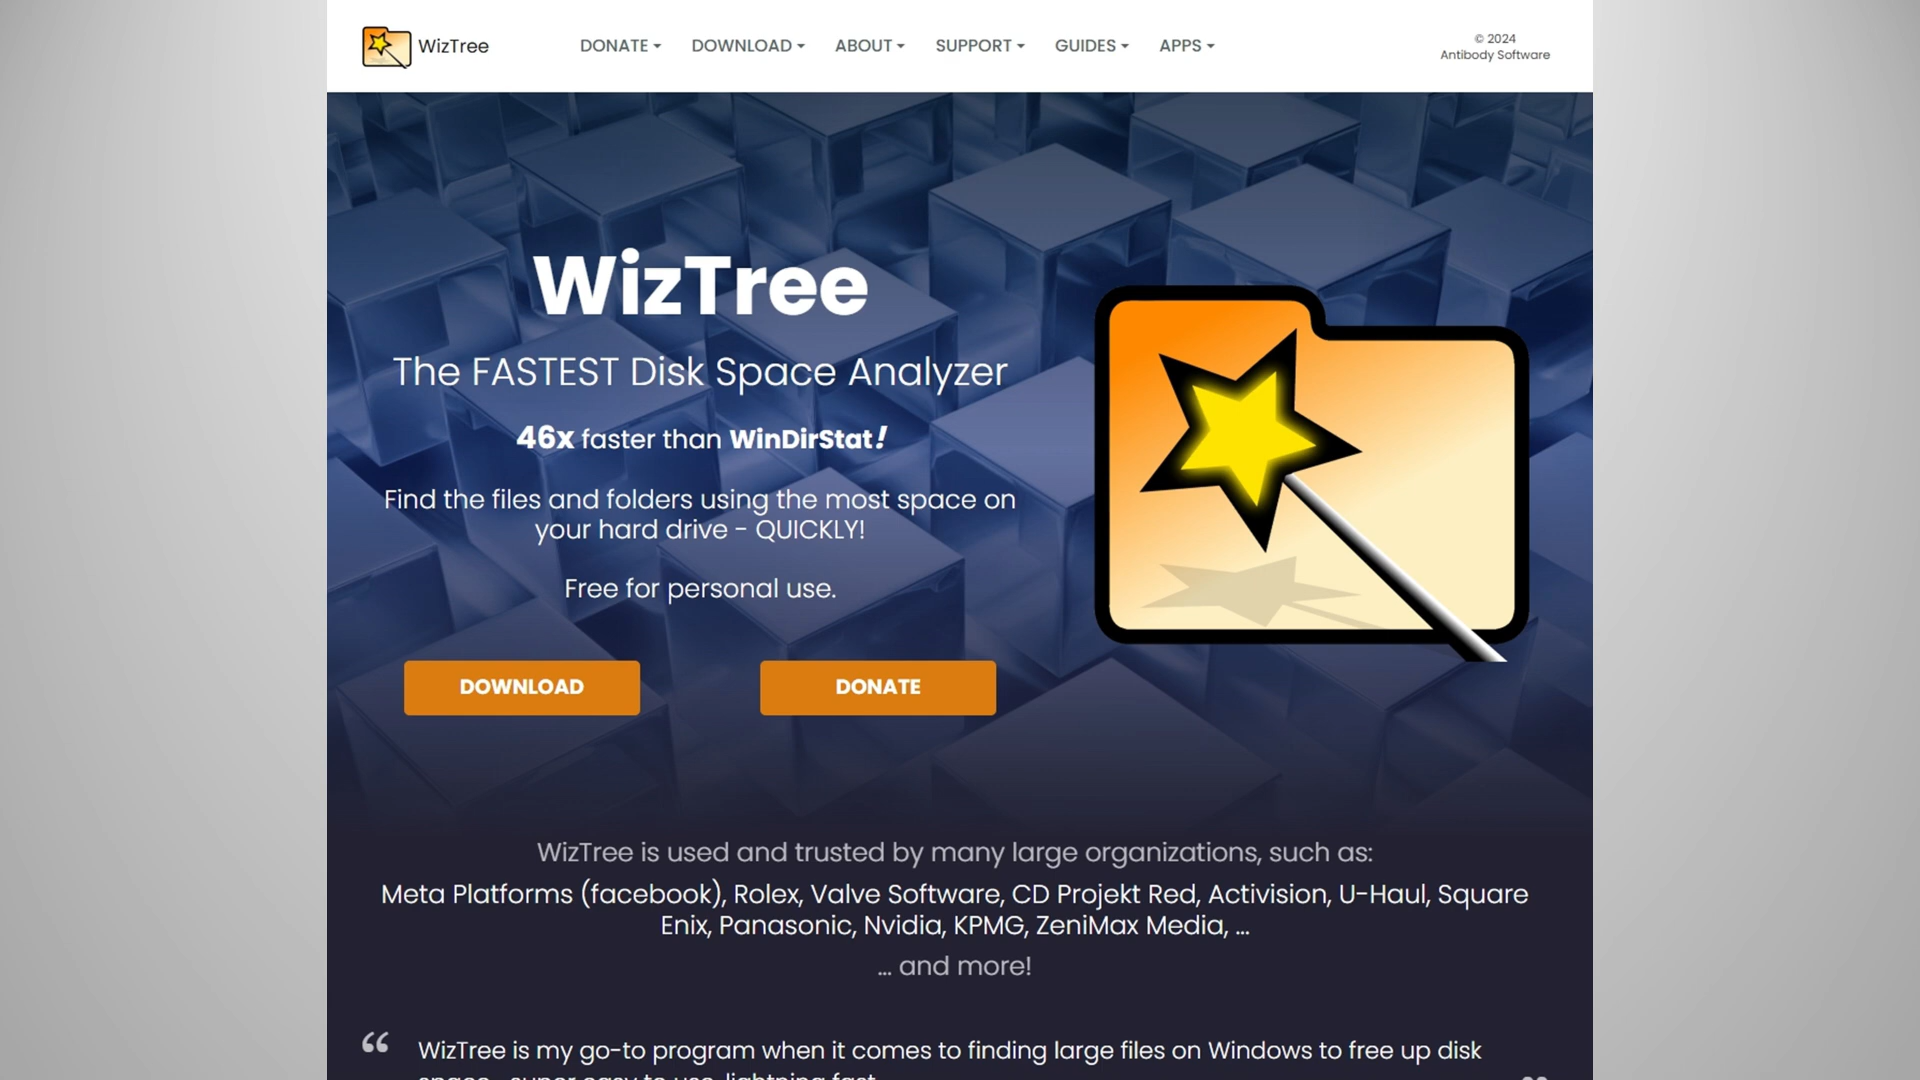 WizTree
DONATE
DOWNLOAD
ABOUT
SUPPORT
GUIDES
APPS
© 2024
Antibody Software
WizTree
The FASTEST Disk Space Analyzer
46x faster than WinDirStat!
Find the files and folders using the most space on
your hard drive - QUICKLY!
Free for personal use.
DOWNLOAD
DONATE
WizTree is used and trusted by many large organizations, such as:
Meta Platforms (facebook), Rolex, Valve Software, CD Projekt Red, Activision, U-Haul, Square
Enix, Panasonic, Nvidia, KPMG, ZeniMax Media, ...
... and more!
“ WizTree is my go-to program when it comes to finding large files on Windows to free up disk